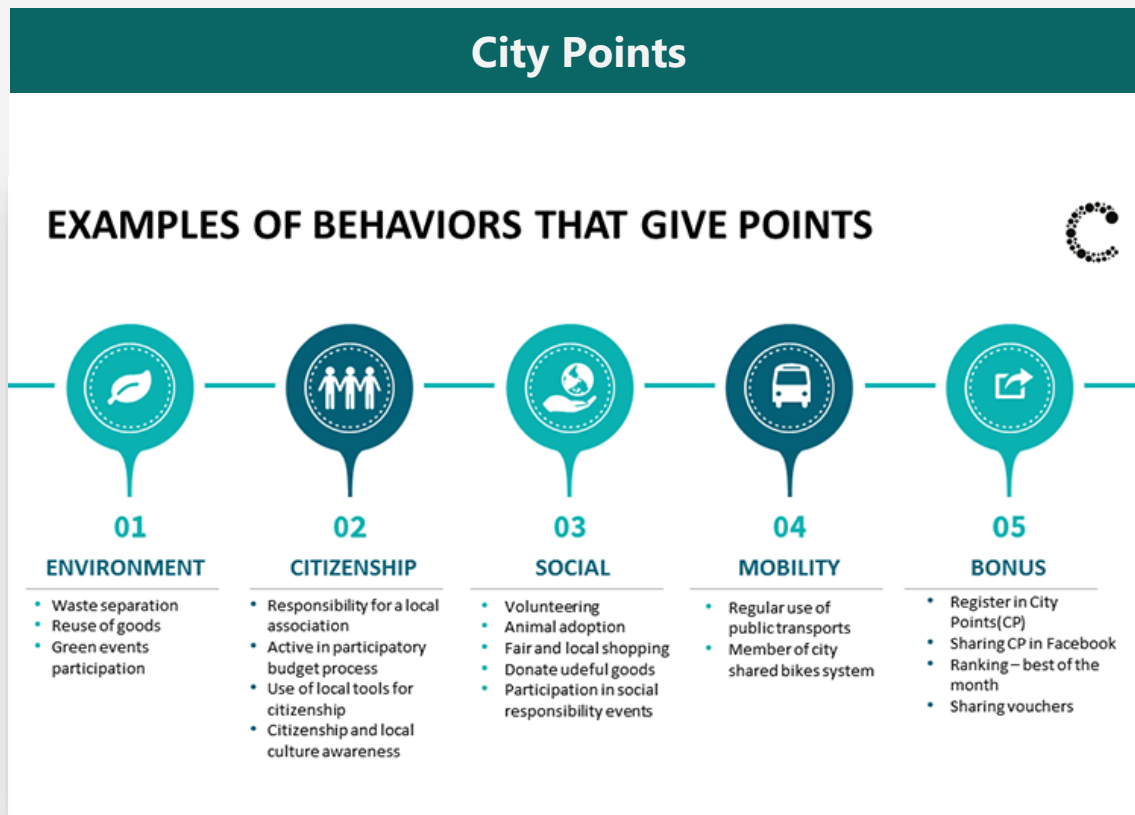 City Points
EXAMPLES OF BEHAVIORS THAT GIVE POINTS
01
ENVIRONMENT
• Waste separation
• Reuse of goods
• Green events
participation
02
CITIZENSHIP
• Responsibility for a local
association
• Active in participatory
budget process
• Use of local tools for
citizenship
• Citizenship and local
culture awareness
03
SOCIAL
• Volunteering
• Animal adoption
• Fair and local shopping
• Donate udeful goods
• Participation in social
responsibility events
04
MOBILITY
• Regular use of
public transports
• Member of city
shared bikes system
05
BONUS
• Register in City
Points(CP)
• Sharing CP in Facebook
• Ranking – best of the
month
• Sharing vouchers